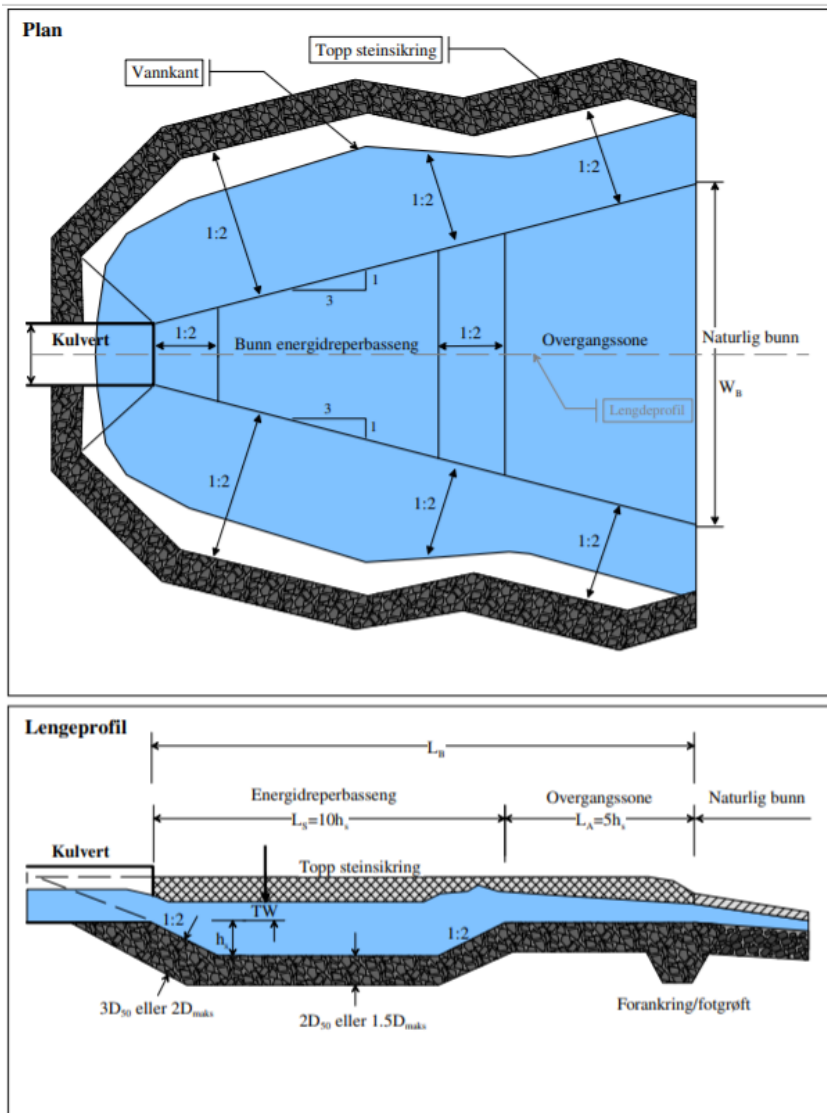 Plan
Topp steinsikring
Vannkant
1:2
1:2
1:2
1
3
Kulvert
1:2
Bunn energidreperbasseng
1:2
Overgangssone
Naturlig bunn
W_B
Lengdeprofil
3
1
1:2
1:2
1:2
Lengeprofil
L_B
Energidreperbasseng
Overgangssone
Naturlig bunn
L_S=10h_s
L_A=5h_s
Kulvert
Topp steinsikring
TW
1:2
h_s
1:2
3D_50 eller 2D_maks
2D_50 eller 1.5D_maks
Forankring/fotgrøft